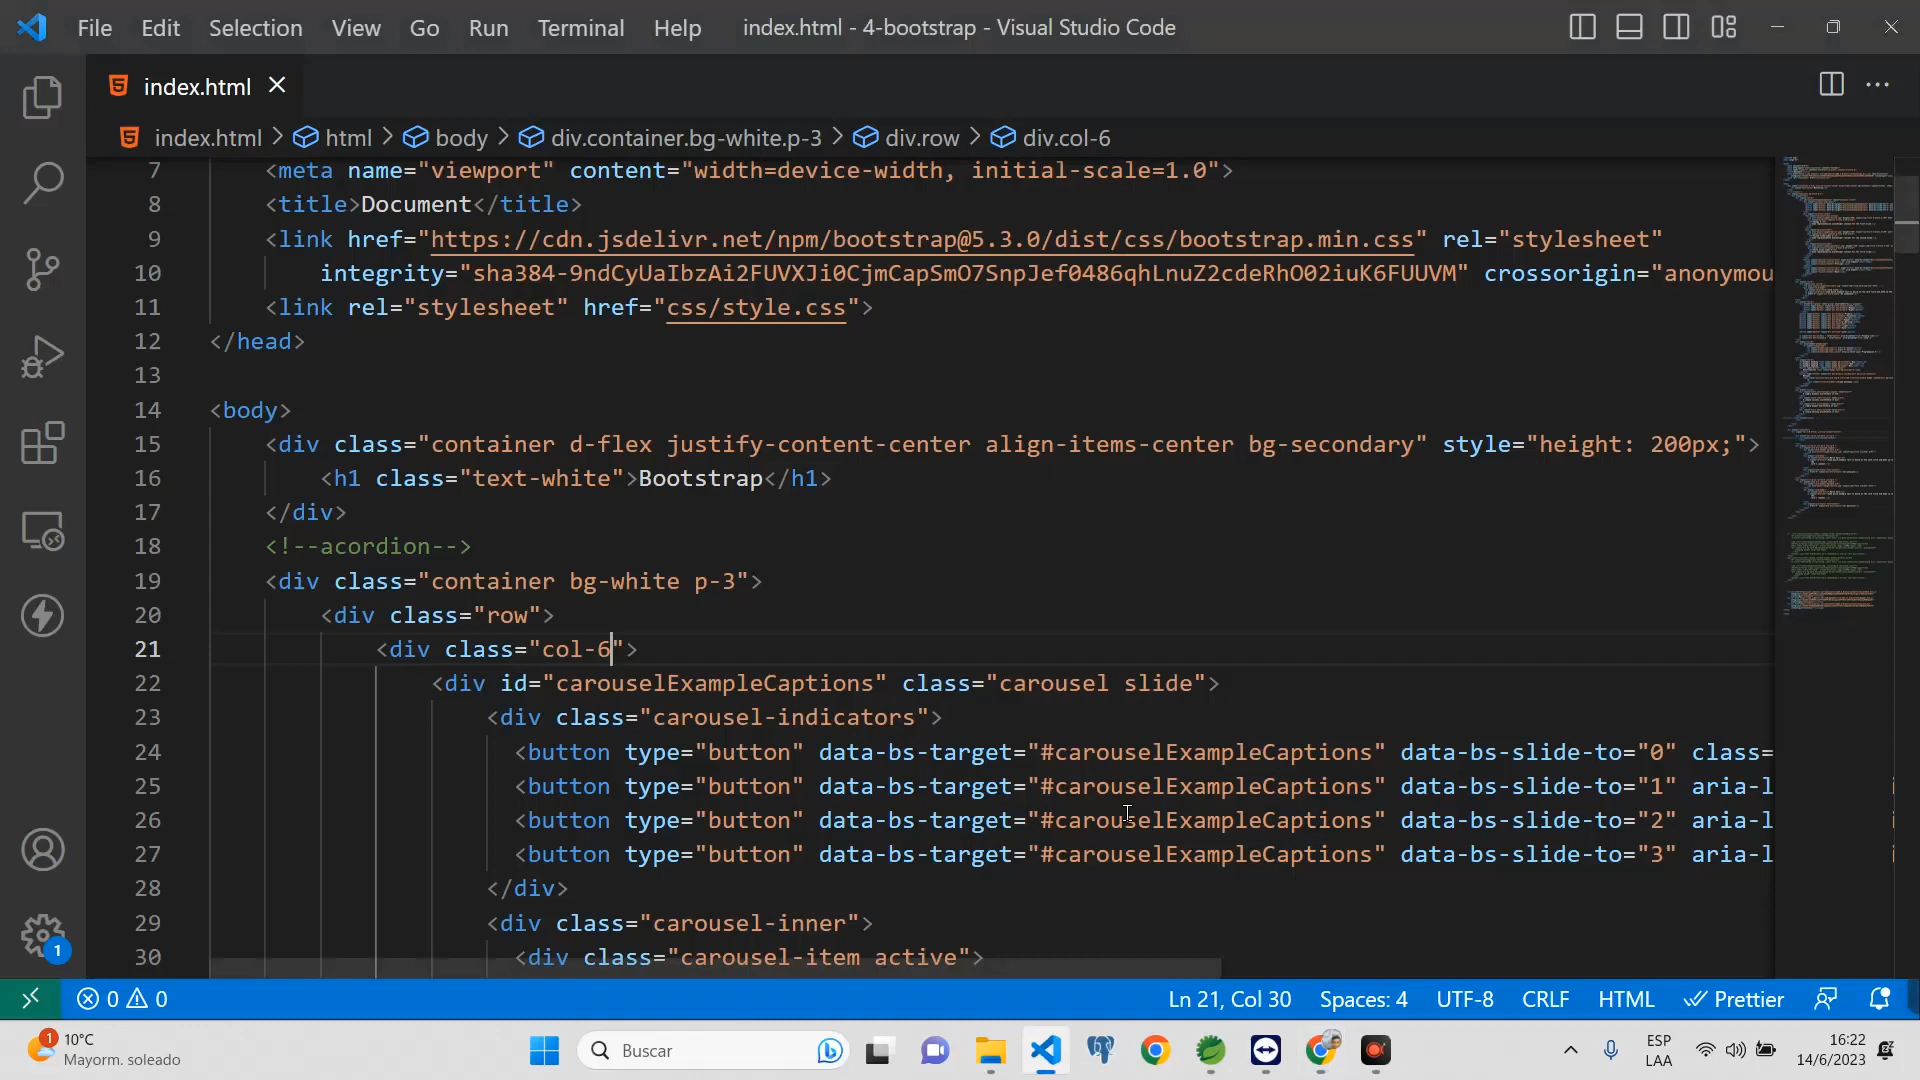 File Edit Selection View Go Run Terminal Help index.html - 4-bootstrap - Visual Studio Code
index.html
index.html > html > body > div.container.bg-white.p-3 > div.row > div.col-6
7 <meta name="viewport" content="width=device-width, initial-scale=1.0">
8 <title>Document</title>
9 <link href="https://cdn.jsdelivr.net/npm/bootstrap@5.3.0/dist/css/bootstrap.min.css" rel="stylesheet"
10 integrity="sha384-9ndCyUaIbzAi2FUVXJi0CjmCapSmO7SnpJef0486qhLnuZ2cdeRhO02iuK6FUUVM" crossorigin="anonymou
11 <link rel="stylesheet" href="css/style.css">
12 </head>
13
14 <body>
15 <div class="container d-flex justify-content-center align-items-center bg-secondary" style="height: 200px;">
16 <h1 class="text-white">Bootstrap</h1>
17 </div>
18 <!--acordion-->
19 <div class="container bg-white p-3">
20 <div class="row">
21 <div class="col-6">
22 <div id="carouselExampleCaptions" class="carousel slide">
23 <div class="carousel-indicators">
24 <button type="button" data-bs-target="#carouselExampleCaptions" data-bs-slide-to="0" class=
25 <button type="button" data-bs-target="#carouselExampleCaptions" data-bs-slide-to="1" aria-l
26 <button type="button" data-bs-target="#carouselExampleCaptions" data-bs-slide-to="2" aria-l
27 <button type="button" data-bs-target="#carouselExampleCaptions" data-bs-slide-to="3" aria-l
28 </div>
29 <div class="carousel-inner">
30 <div class="carousel-item active">
1
0 0 Ln 21, Col 30 Spaces: 4 UTF-8 CRLF HTML Prettier
1 10°C
Mayorm. soleado
Buscar
ESP
LAA
16:22
14/6/2023